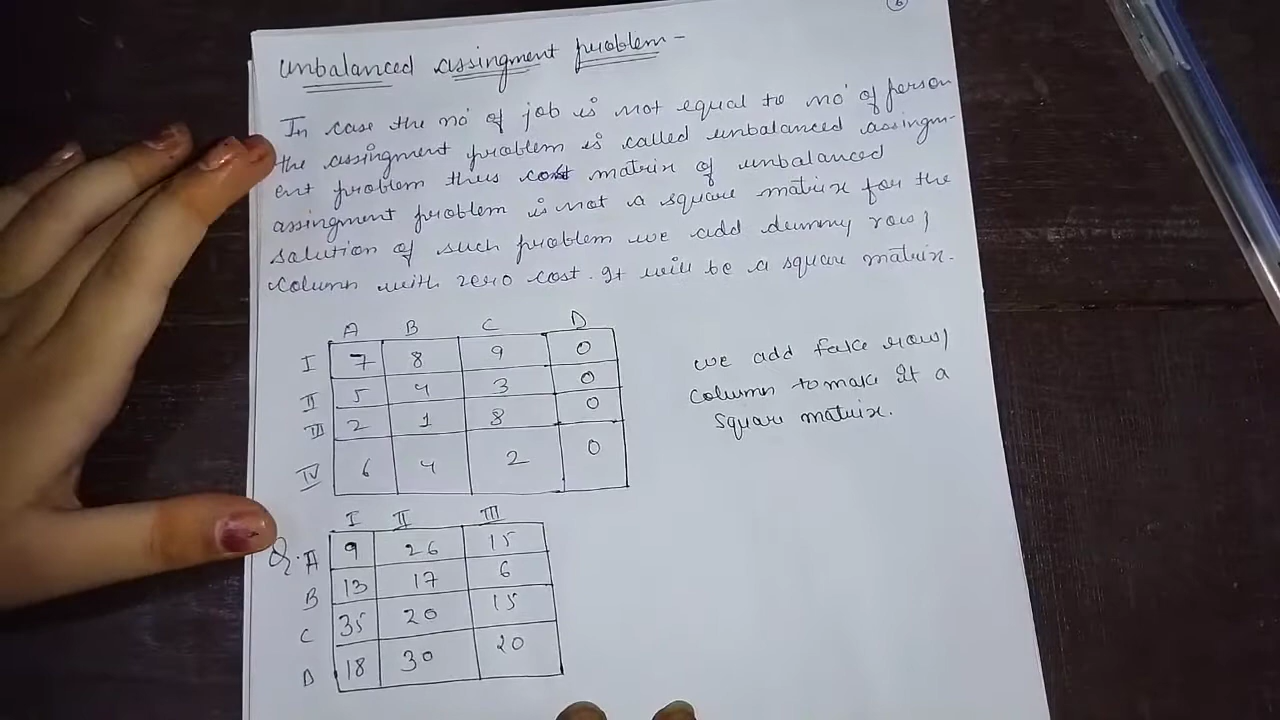 6
Unbalanced assingment problem-
In case the no of job is not equal to no of person
the assingment problem is called unbalanced assingm-
ent problem thus cost matrix of unbalanced
assingment problem is not a square matrix for the
solution of such problem we add dummy row/
column with zero cost. It will be a square matrix.
A B C D
I 7 8 9 0
II 5 4 3 0
III 2 1 8 0
IV 6 4 2 0
we add fake row/
column to make it a
square matrix.
I II III
Q. A 9 26 15
B 13 17 6
C 35 20 15
D 18 30 20